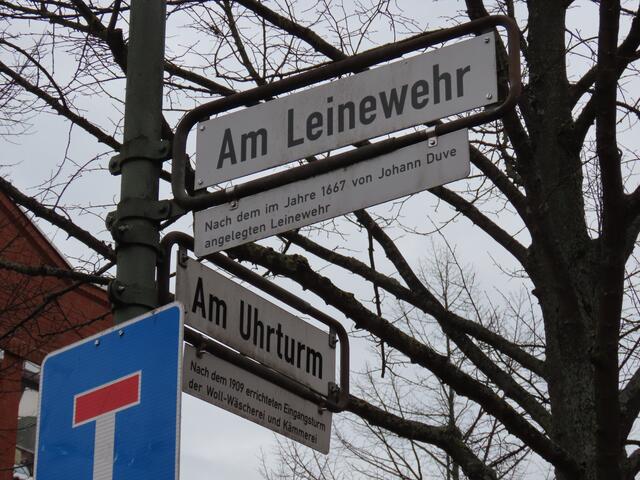 Am Leinewehr
Nach dem im Jahre 1667 von Johann Duve
angelegten Leinewehr
Am Uhrturm
Nach dem 1909 errichteten Eingangsturm
der Woll-Wäscherei und Kämmerei